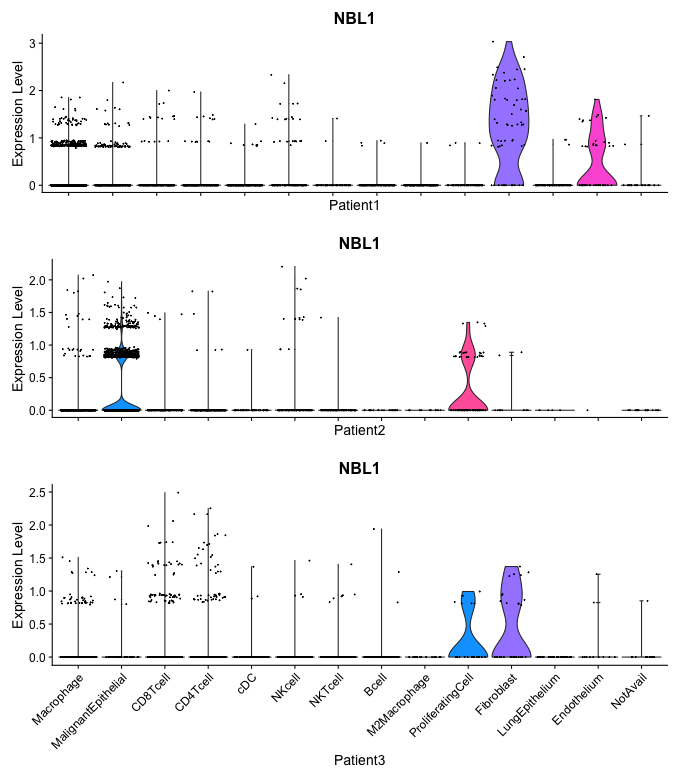 NBL1
Expression Level
3
2
1
0
Patient1
NBL1
Expression Level
2.0
1.5
1.0
0.5
0.0
Patient2
NBL1
Expression Level
2.5
2.0
1.5
1.0
0.5
0.0
Macrophage
MalignantEpithelial
CD8Tcell
CD4Tcell
cDC
NKcell
NKTcell
Bcell
M2Macrophage
ProliferatingCell
Fibroblast
LungEpithelium
Endothelium
NotAvail
Patient3